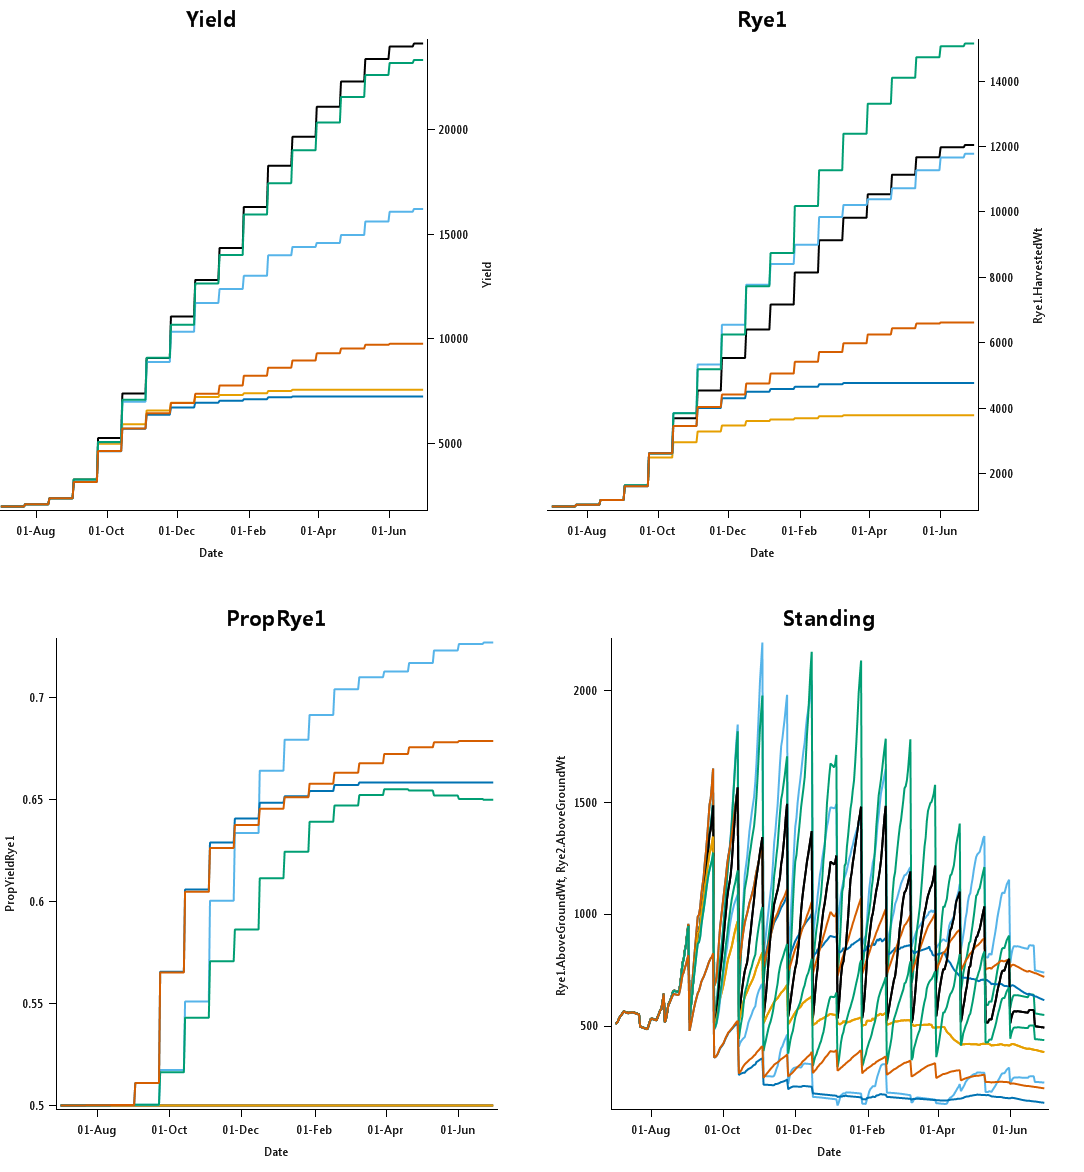 Yield
20000
15000
10000
5000
Yield
01-Aug 01-Oct 01-Dec 01-Feb 01-Apr 01-Jun
Date
Rye1
14000
12000
10000
8000
6000
4000
2000
Rye1.HarvestedWt
01-Aug 01-Oct 01-Dec 01-Feb 01-Apr 01-Jun
Date
PropRye1
0.7
0.65
0.6
0.55
0.5
PropYieldRye1
01-Aug 01-Oct 01-Dec 01-Feb 01-Apr 01-Jun
Date
Standing
2000
1500
1000
500
Rye1.AboveGroundWt, Rye2.AboveGroundWt
01-Aug 01-Oct 01-Dec 01-Feb 01-Apr 01-Jun
Date